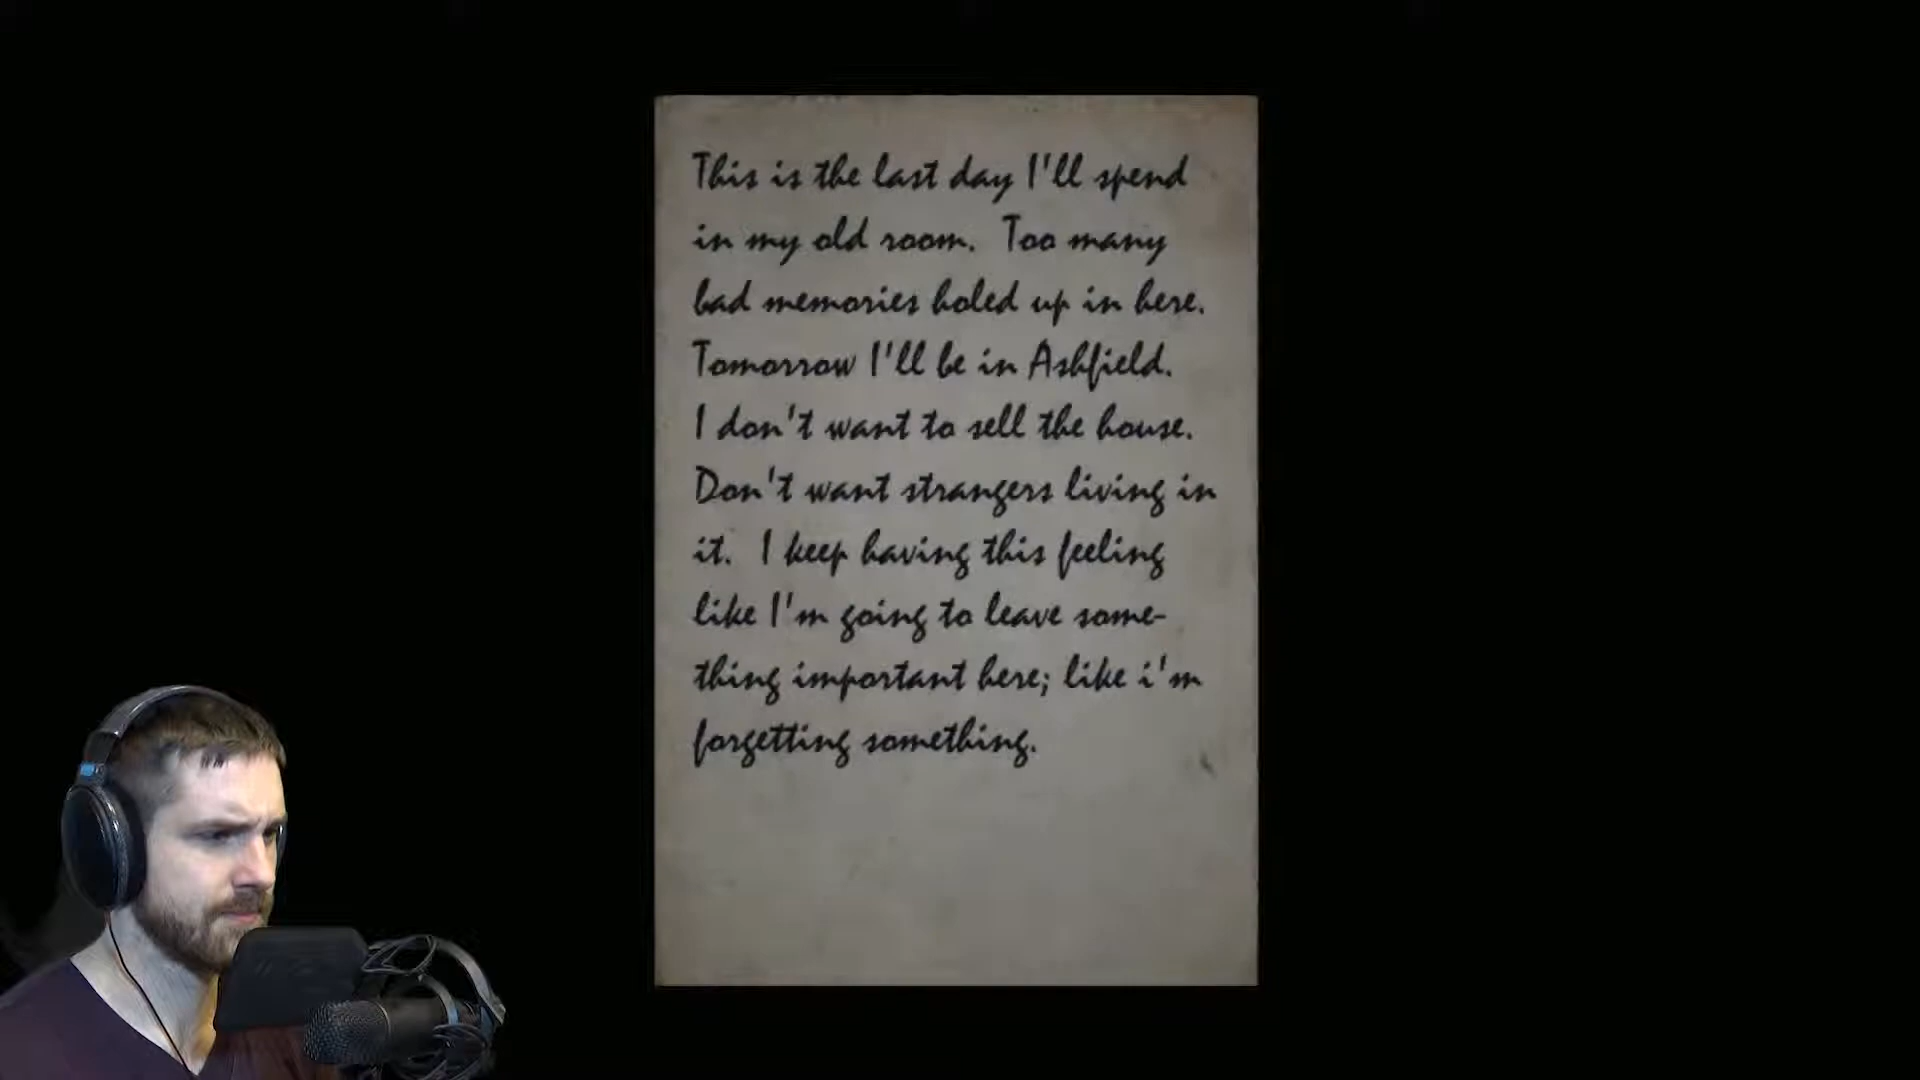 This is the last day I'll spend
in my old room. Too many
bad memories holed up in here.
Tomorrow I'll be in Ashfield.
I don't want to sell the house.
Don't want strangers living in
it. I keep having this feeling
like I'm going to leave some-
thing important here; like i'm
forgetting something.